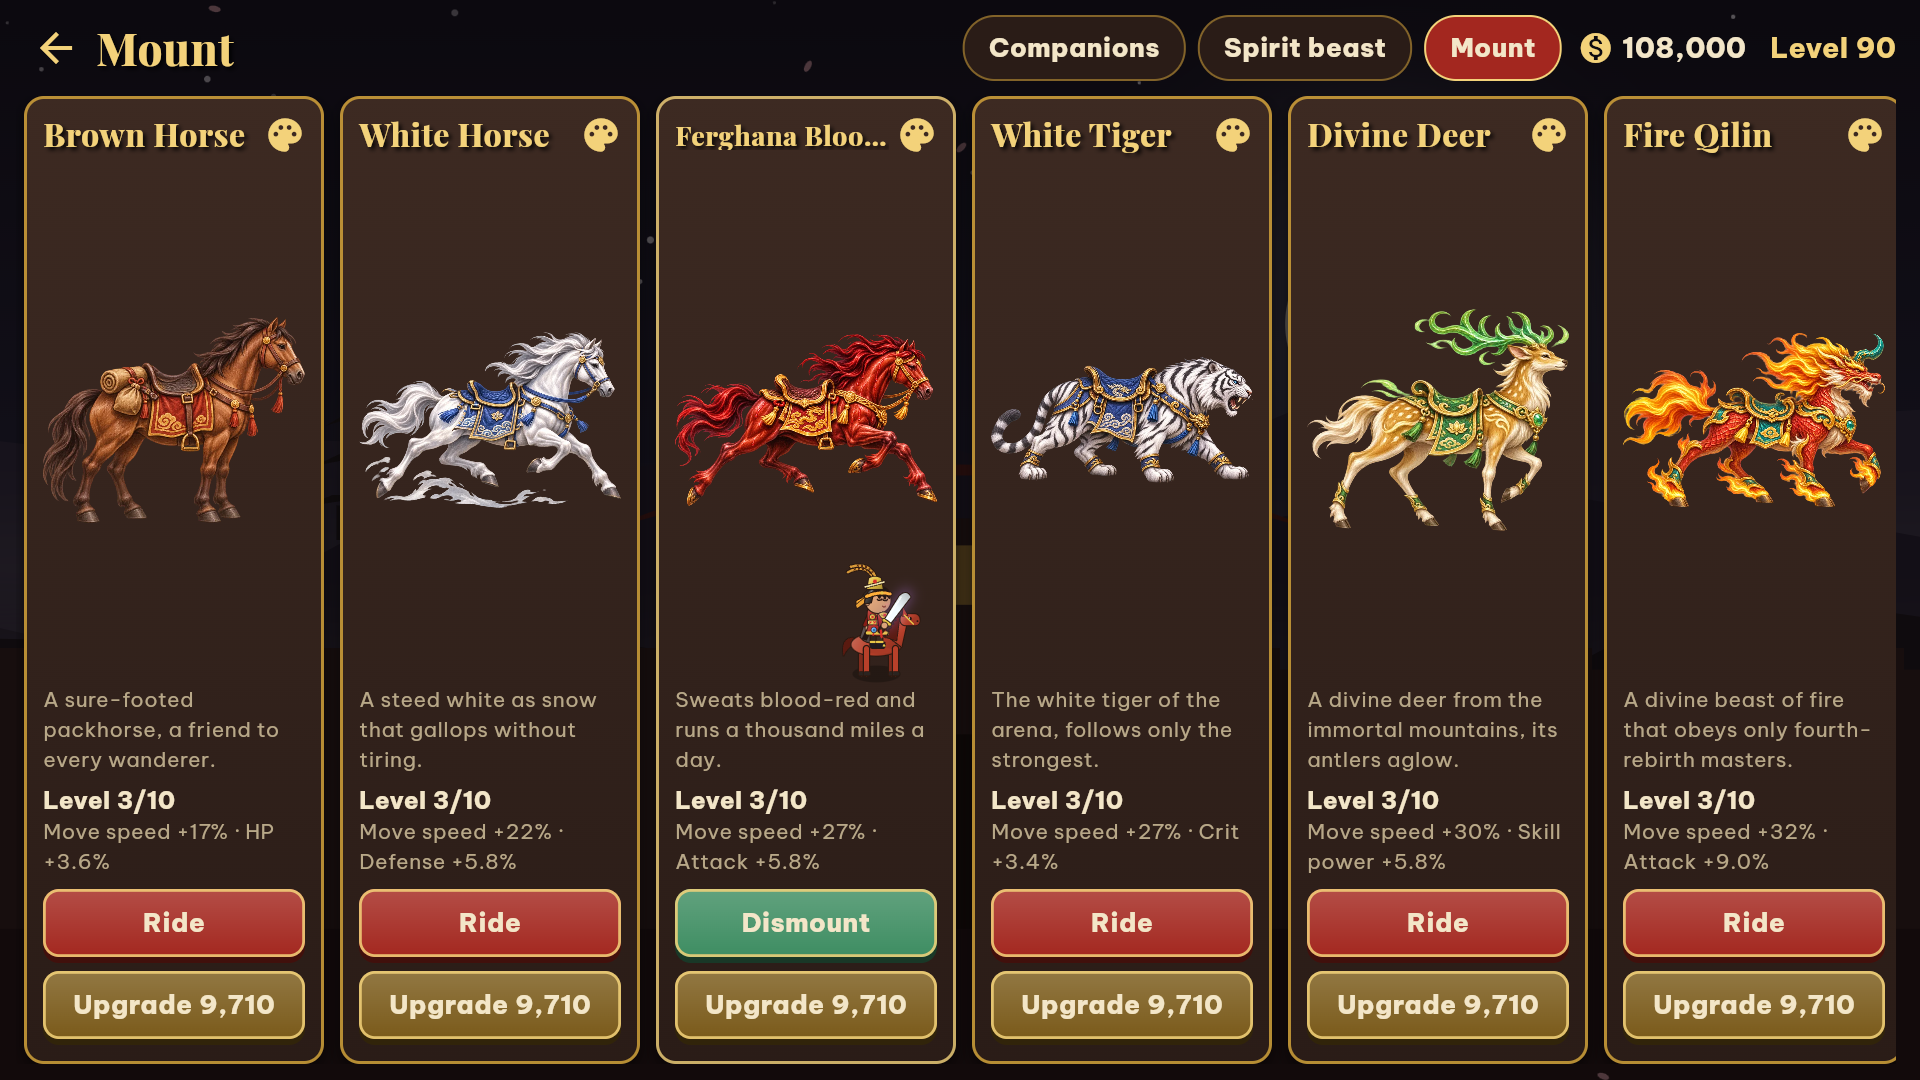 Mount
Companions
Spirit beast
Mount
108,000
Level 90
Brown Horse
A sure-footed
packhorse, a friend to
every wanderer.
Level 3/10
Move speed +17% · HP
+3.6%
Ride
Upgrade 9,710
White Horse
A steed white as snow
that gallops without
tiring.
Level 3/10
Move speed +22% ·
Defense +5.8%
Ride
Upgrade 9,710
Ferghana Bloo...
Sweats blood-red and
runs a thousand miles a
day.
Level 3/10
Move speed +27% ·
Attack +5.8%
Dismount
Upgrade 9,710
White Tiger
The white tiger of the
arena, follows only the
strongest.
Level 3/10
Move speed +27% · Crit
+3.4%
Ride
Upgrade 9,710
Divine Deer
A divine deer from the
immortal mountains, its
antlers aglow.
Level 3/10
Move speed +30% · Skill
power +5.8%
Ride
Upgrade 9,710
Fire Qilin
A divine beast of fire
that obeys only fourth-
rebirth masters.
Level 3/10
Move speed +32% ·
Attack +9.0%
Ride
Upgrade 9,710